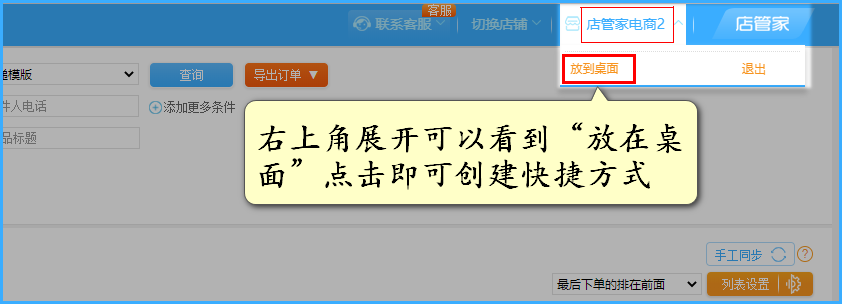 客服
联系客服
切换店铺
店管家电商2
店管家
放到桌面
退出
模版
查询
导出订单
件人电话
添加更多条件
品标题
右上角展开可以看到“放在桌
面”点击即可创建快捷方式
手工同步
?
最后下单的排在前面
列表设置